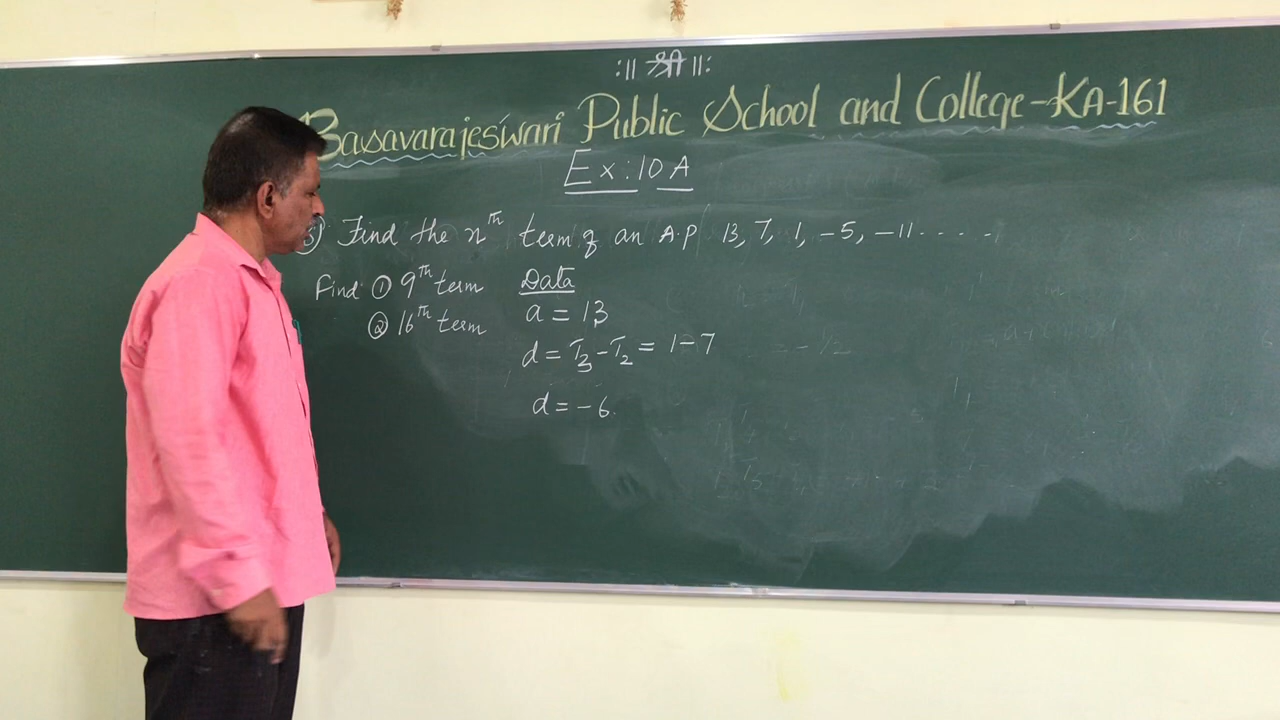 :|| श्री ||:
Basavarajeswari Public School and College-KA-161
Ex:10A
Find the nth term of an A.P 13, 7, 1, -5, -11.....
Find ① 9th term
② 16th term
Data
a = 13
d = T3-T2 = 1-7
d = -6.